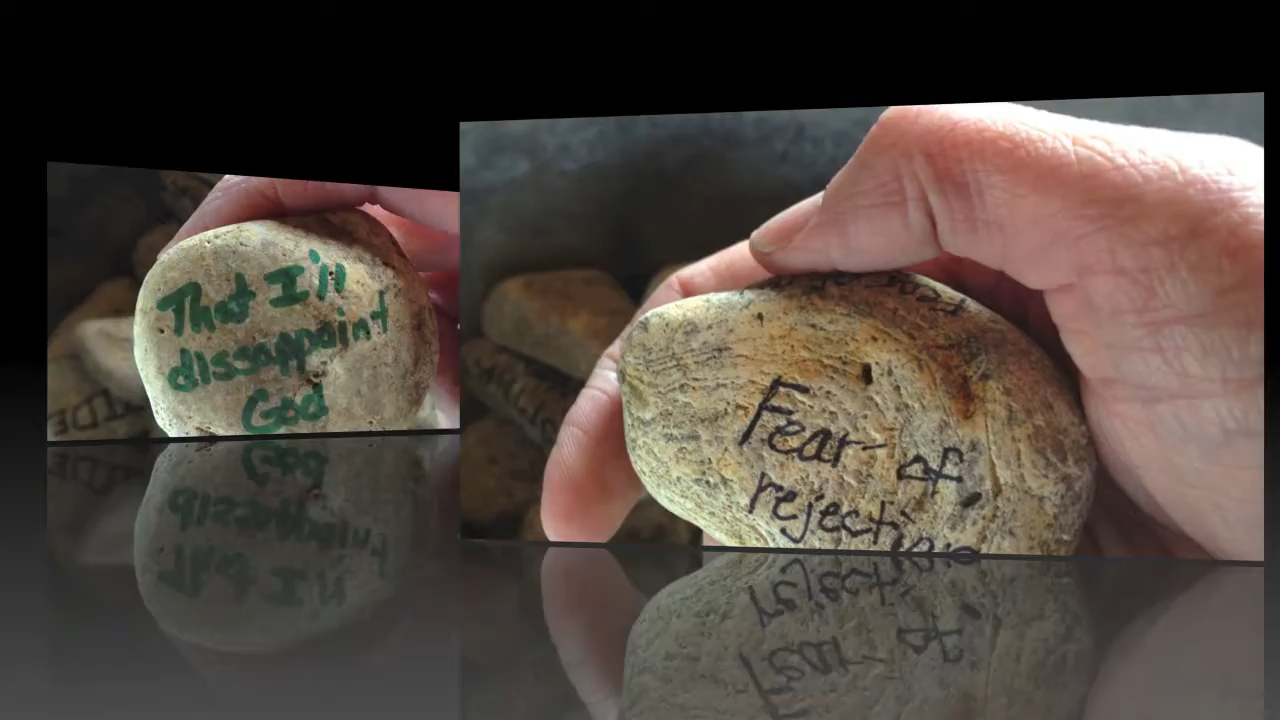 That I'll
dissappoint
God
Fear of
rejection